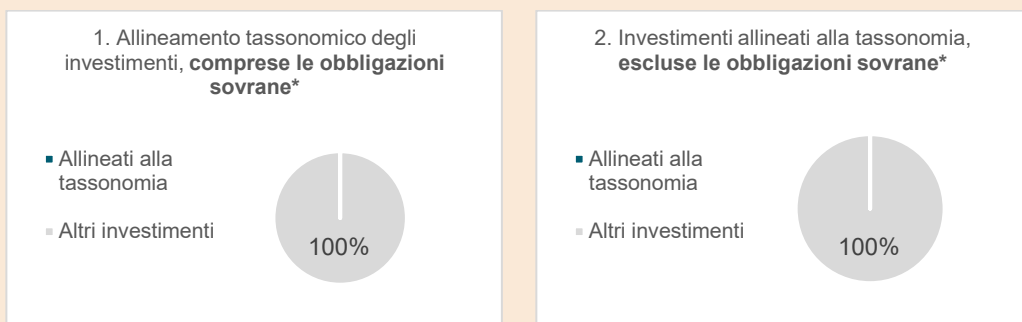 1. Allineamento tassonomico degli
investimenti, comprese le obbligazioni
sovrane*
Allineati alla
tassonomia
Altri investimenti
100%
2. Investimenti allineati alla tassonomia,
escluse le obbligazioni sovrane*
Allineati alla
tassonomia
Altri investimenti
100%